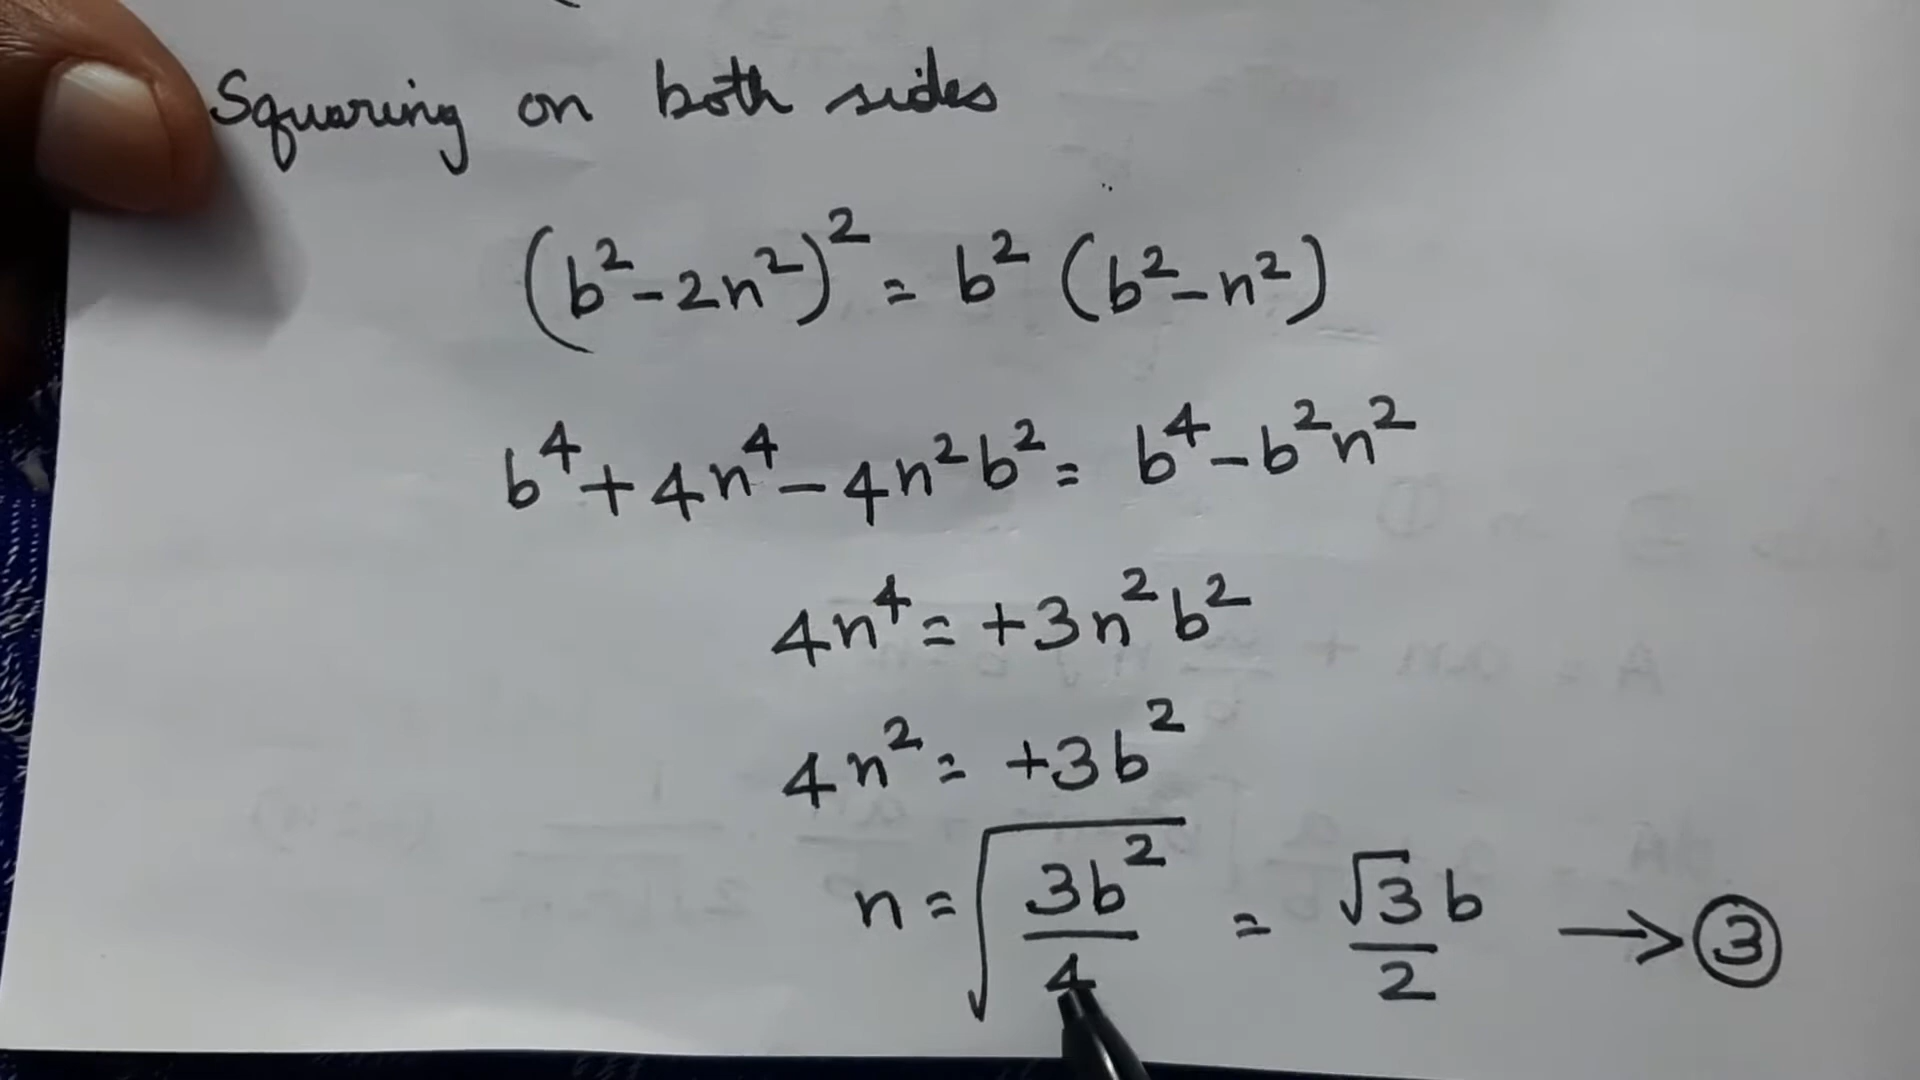 Squaring on both sides
(b²-2n²)² = b² (b²-n²)
b⁴+4n⁴-4n²b² = b⁴-b²n²
4n⁴ = +3n²b²
4n² = +3b²
n = √(3b²/4) = √3 b/2 → ③